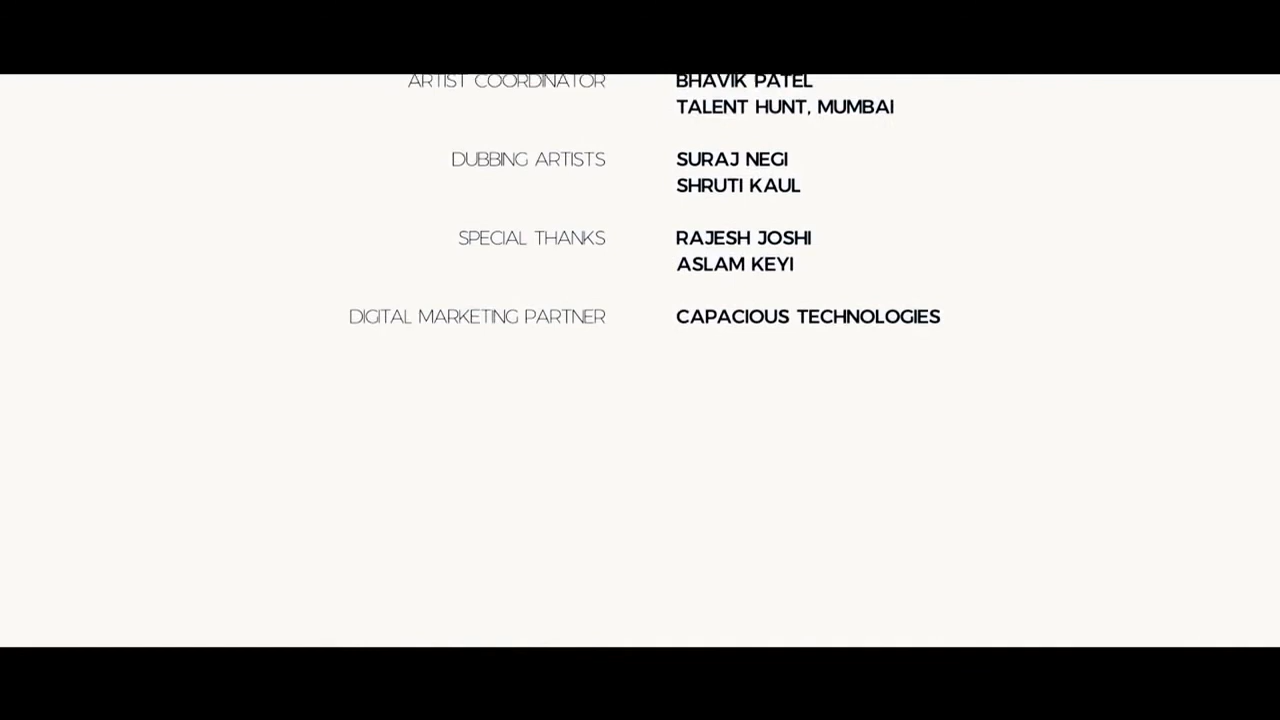 ARTIST COORDINATOR BHAVIK PATEL
TALENT HUNT, MUMBAI
DUBBING ARTISTS SURAJ NEGI
SHRUTI KAUL
SPECIAL THANKS RAJESH JOSHI
ASLAM KEYI
DIGITAL MARKETING PARTNER CAPACIOUS TECHNOLOGIES